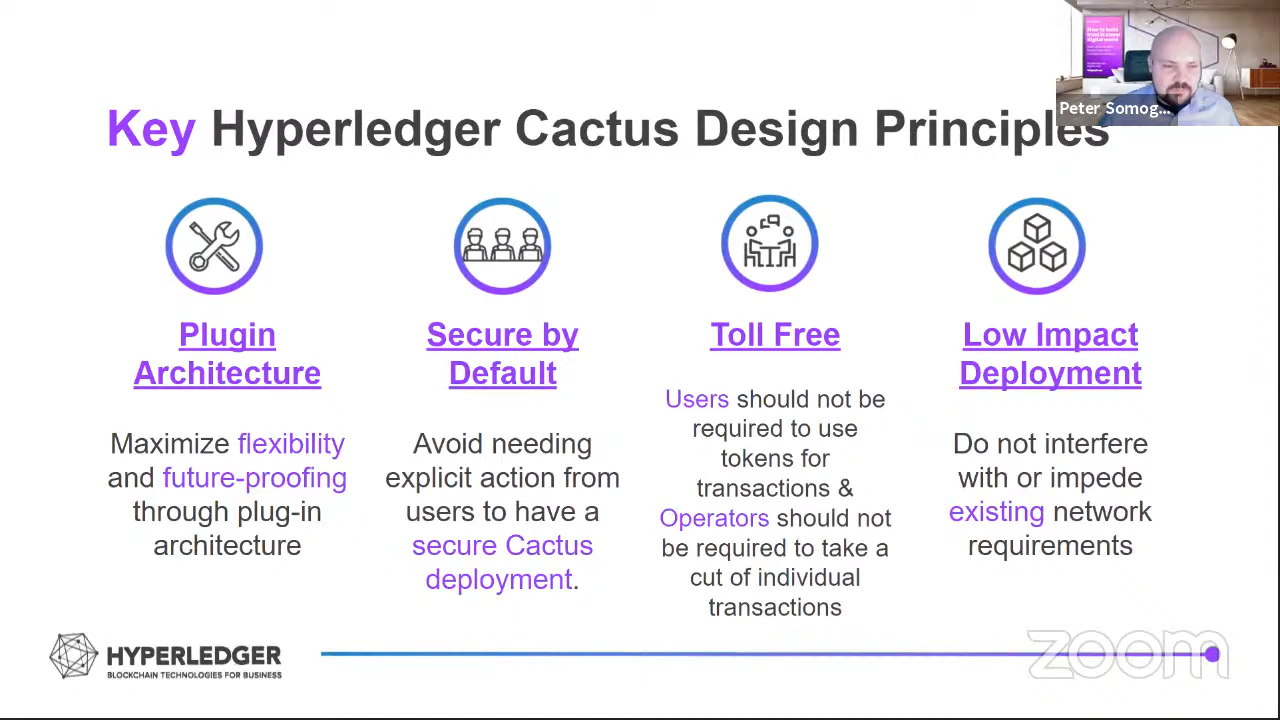 Peter Somog...
Key Hyperledger Cactus Design Principles
Plugin
Architecture
Maximize flexibility
and future-proofing
through plug-in
architecture
Secure by
Default
Avoid needing
explicit action from
users to have a
secure Cactus
deployment.
Toll Free
Users should not be
required to use
tokens for
transactions &
Operators should not
be required to take a
cut of individual
transactions
Low Impact
Deployment
Do not interfere
with or impede
existing network
requirements
HYPERLEDGER
BLOCKCHAIN TECHNOLOGIES FOR BUSINESS
zoom